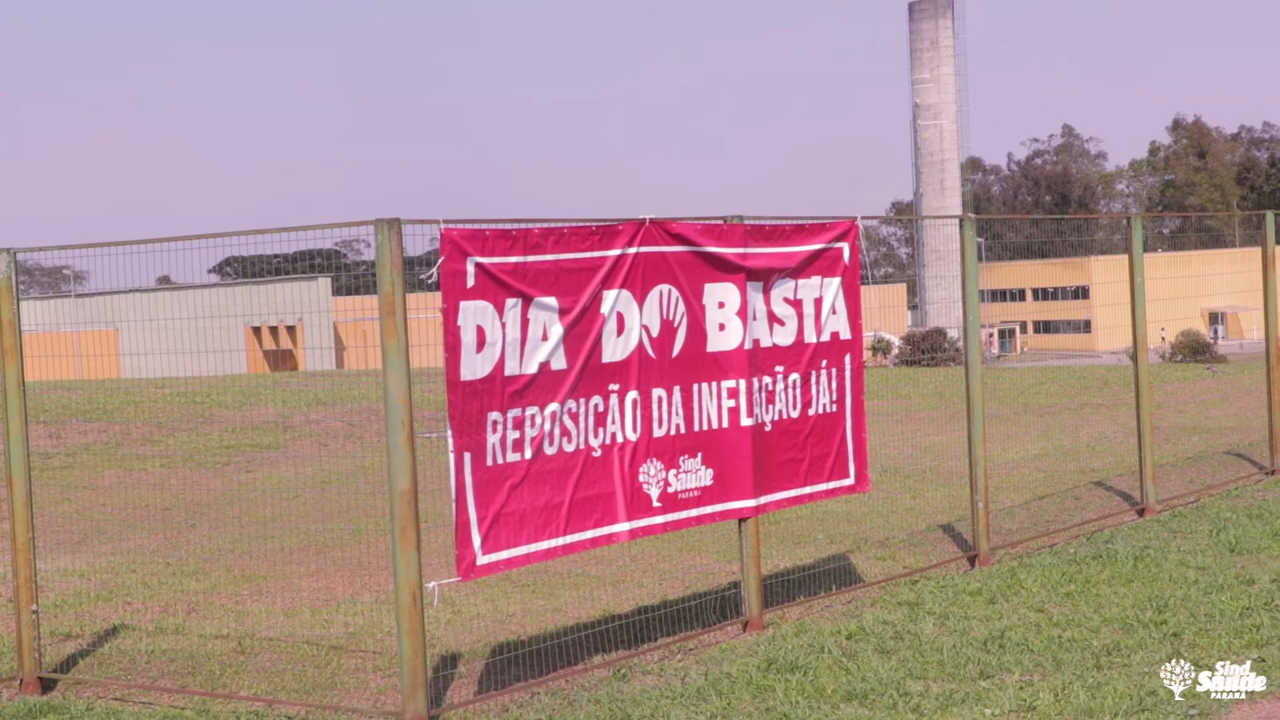 DIA DO BASTA
REPOSIÇÃO DA INFLAÇÃO JÁ!
Sind
Saúde
PARANÁ
Sind
Saúde
PARANÁ